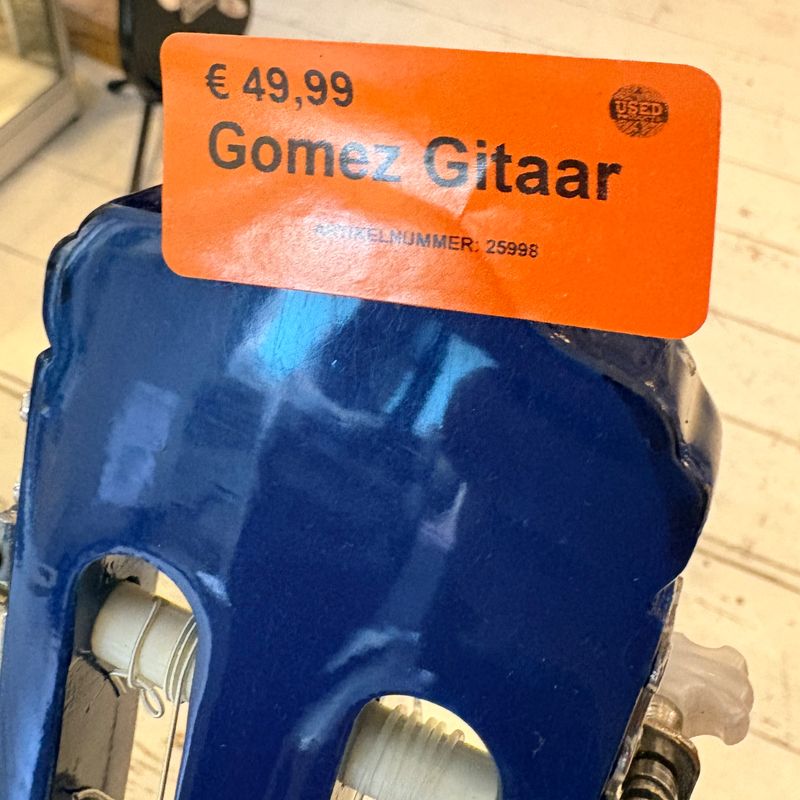 € 49,99
USED
Gomez Gitaar
ARTIKELNUMMER: 25998